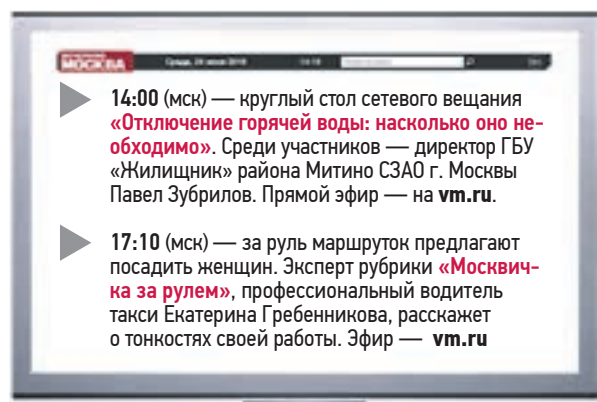 МОСКВА
14:00 (мск) — круглый стол сетевого вещания
«Отключение горячей воды: насколько оно не-
обходимо». Среди участников — директор ГБУ
«Жилищник» района Митино СЗАО г. Москвы
Павел Зубрилов. Прямой эфир — на vm.ru.
17:10 (мск) — за руль маршруток предлагают
посадить женщин. Эксперт рубрики «Москвич-
ка за рулем», профессиональный водитель
такси Екатерина Гребенникова, расскажет
о тонкостях своей работы. Эфир — vm.ru